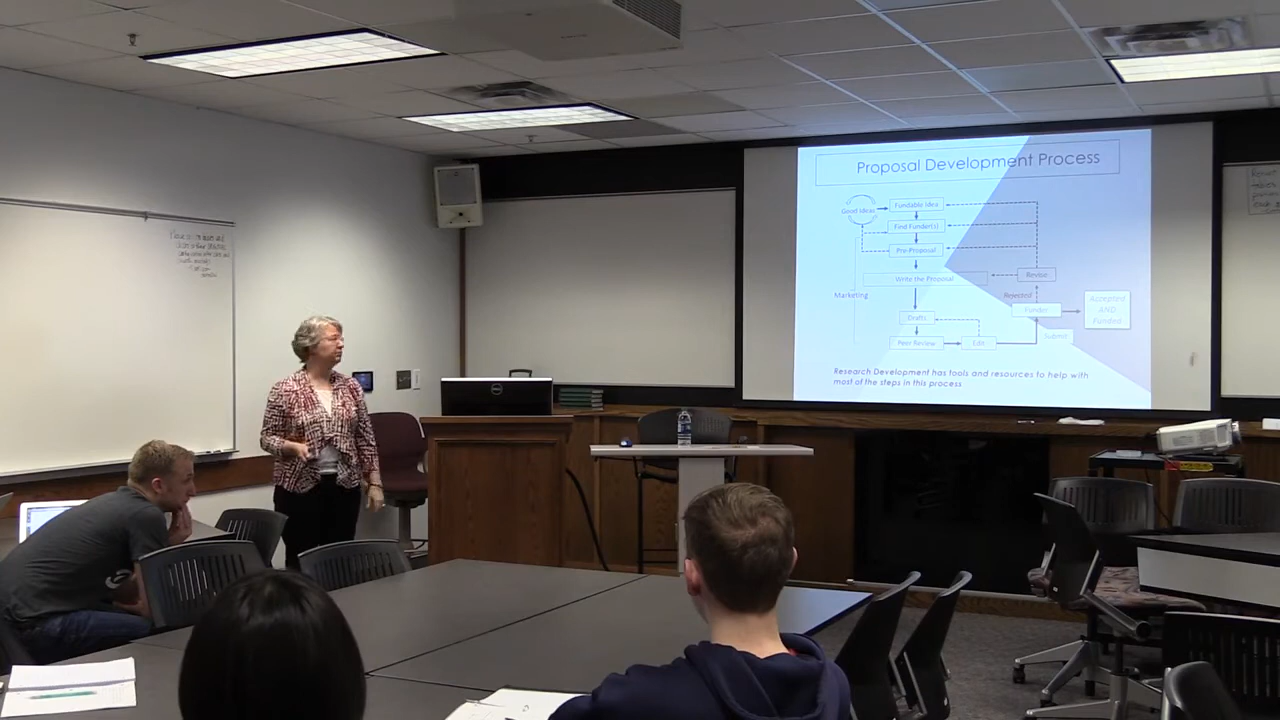 Proposal Development Process
Good Ideas
Fundable Idea
Find Funder(s)
Pre-Proposal
Write the Proposal
Revise
Marketing
Rejected
Accepted
AND
Funded
Funder
Drafts
Submit
Peer Review
Edit
Research Development has tools and resources to help with
most of the steps in this process
DELL